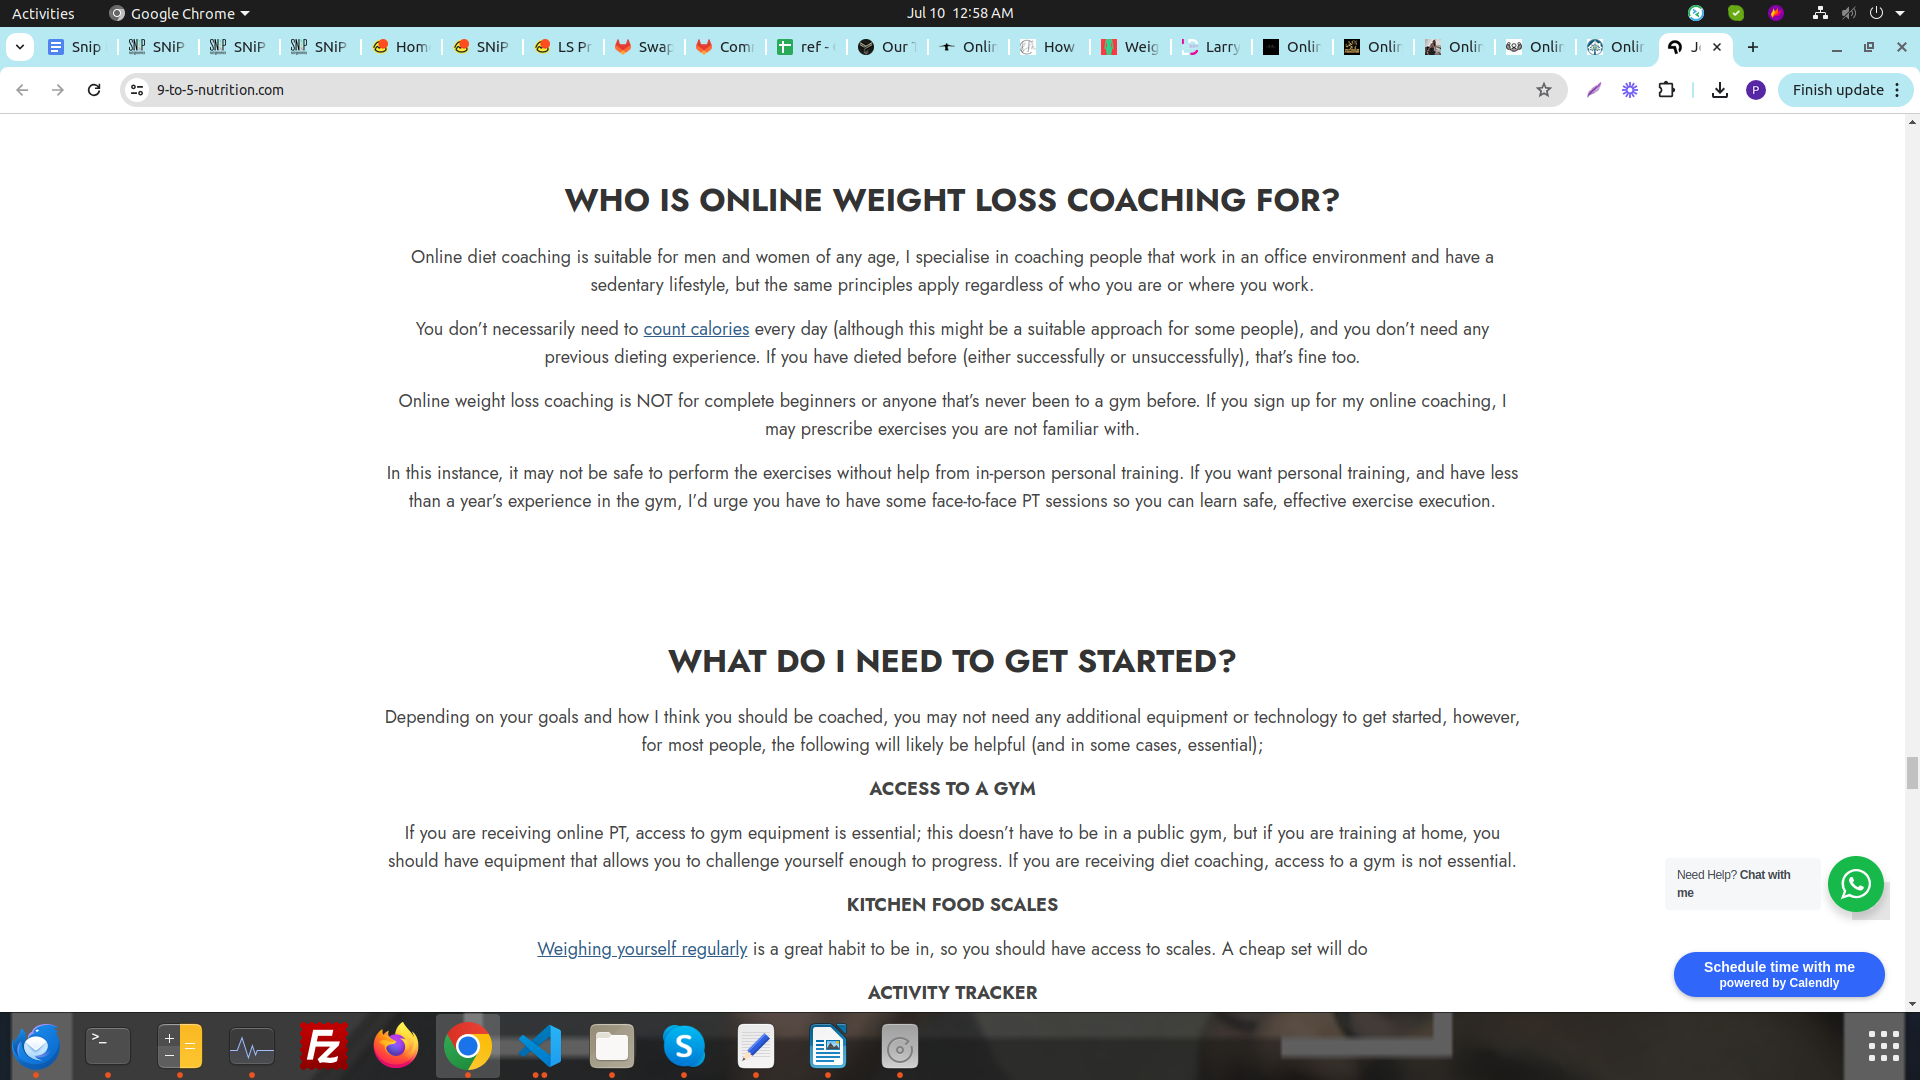 Activities
Google Chrome
Jul 10 12:58 AM
Snip
SNiP
SNiP
SNiP
Hom
SNiP
LS Pr
Swap
Com
ref -
Our
Onlin
How
Weig
Larry
Onlin
Onlin
Onlin
Onlin
Onlin
9-to-5-nutrition.com
P
Finish update
WHO IS ONLINE WEIGHT LOSS COACHING FOR?
Online diet coaching is suitable for men and women of any age, I specialise in coaching people that work in an office environment and have a
sedentary lifestyle, but the same principles apply regardless of who you are or where you work.
You don’t necessarily need to count calories every day (although this might be a suitable approach for some people), and you don’t need any
previous dieting experience. If you have dieted before (either successfully or unsuccessfully), that’s fine too.
Online weight loss coaching is NOT for complete beginners or anyone that’s never been to a gym before. If you sign up for my online coaching, I
may prescribe exercises you are not familiar with.
In this instance, it may not be safe to perform the exercises without help from in-person personal training. If you want personal training, and have less
than a year’s experience in the gym, I’d urge you have to have some face-to-face PT sessions so you can learn safe, effective exercise execution.
WHAT DO I NEED TO GET STARTED?
Depending on your goals and how I think you should be coached, you may not need any additional equipment or technology to get started, however,
for most people, the following will likely be helpful (and in some cases, essential);
ACCESS TO A GYM
If you are receiving online PT, access to gym equipment is essential; this doesn’t have to be in a public gym, but if you are training at home, you
should have equipment that allows you to challenge yourself enough to progress. If you are receiving diet coaching, access to a gym is not essential.
KITCHEN FOOD SCALES
Weighing yourself regularly is a great habit to be in, so you should have access to scales. A cheap set will do
ACTIVITY TRACKER
Need Help? Chat with
me
Schedule time with me
powered by Calendly